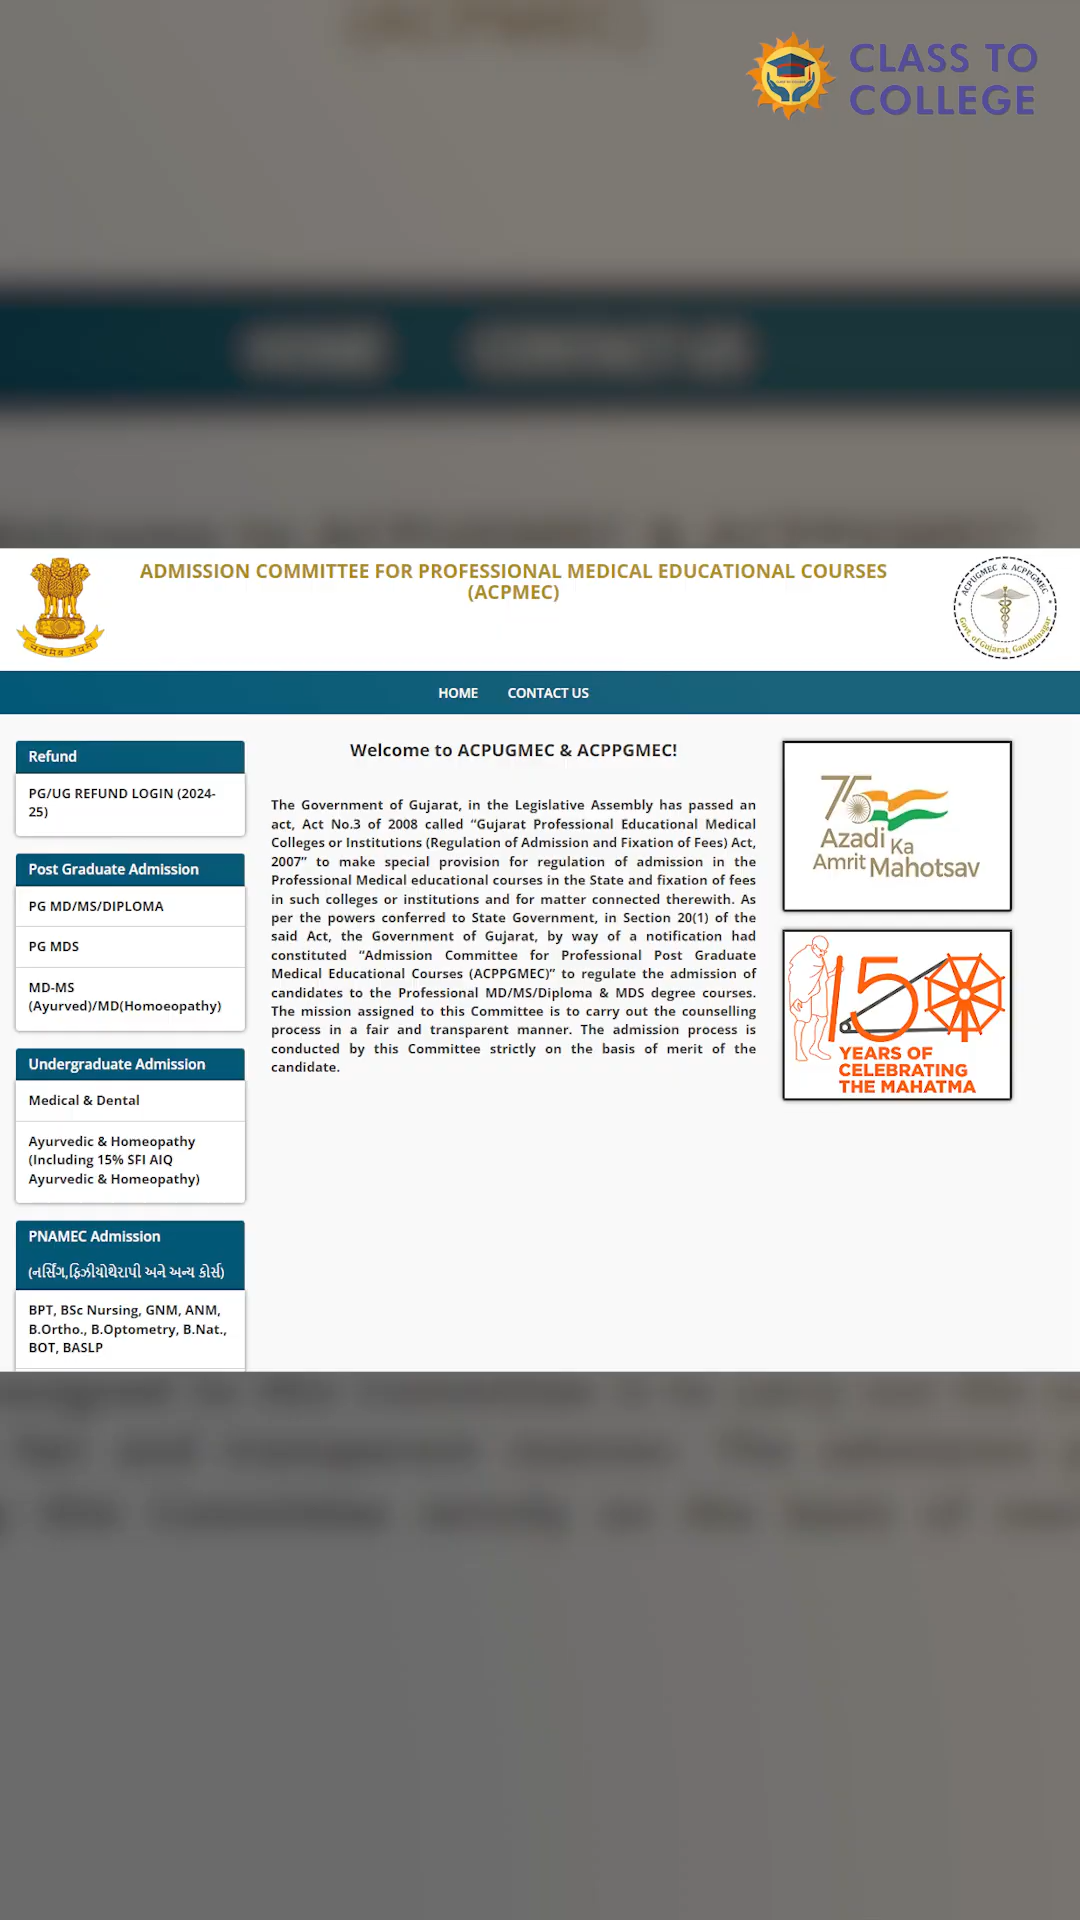 CLASS TO
COLLEGE
ADMISSION COMMITTEE FOR PROFESSIONAL MEDICAL EDUCATIONAL COURSES
(ACPMEC)
सत्यमेव जयते
ACPUGMEC & ACPPGMEC
Govt. of Gujarat, Gandhinagar
HOME CONTACT US
Refund
PG/UG REFUND LOGIN (2024-
25)
Post Graduate Admission
PG MD/MS/DIPLOMA
PG MDS
MD-MS
(Ayurved)/MD(Homoeopathy)
Undergraduate Admission
Medical & Dental
Ayurvedic & Homeopathy
(Including 15% SFI AIQ
Ayurvedic & Homeopathy)
PNAMEC Admission
(નર્સિંગ,ફિઝીયોથેરાપી અને અન્ય કોર્સ)
BPT, BSc Nursing, GNM, ANM,
B.Ortho., B.Optometry, B.Nat.,
BOT, BASLP
Welcome to ACPUGMEC & ACPPGMEC!
The Government of Gujarat, in the Legislative Assembly has passed an
act, Act No.3 of 2008 called “Gujarat Professional Educational Medical
Colleges or Institutions (Regulation of Admission and Fixation of Fees) Act,
2007” to make special provision for regulation of admission in the
Professional Medical educational courses in the State and fixation of fees
in such colleges or institutions and for matter connected therewith. As
per the powers conferred to State Government, in Section 20(1) of the
said Act, the Government of Gujarat, by way of a notification had
constituted “Admission Committee for Professional Post Graduate
Medical Educational Courses (ACPPGMEC)” to regulate the admission of
candidates to the Professional MD/MS/Diploma & MDS degree courses.
The mission assigned to this Committee is to carry out the counselling
process in a fair and transparent manner. The admission process is
conducted by this Committee strictly on the basis of merit of the
candidate.
75
Azadi Ka
Amrit Mahotsav
150
YEARS OF
CELEBRATING
THE MAHATMA